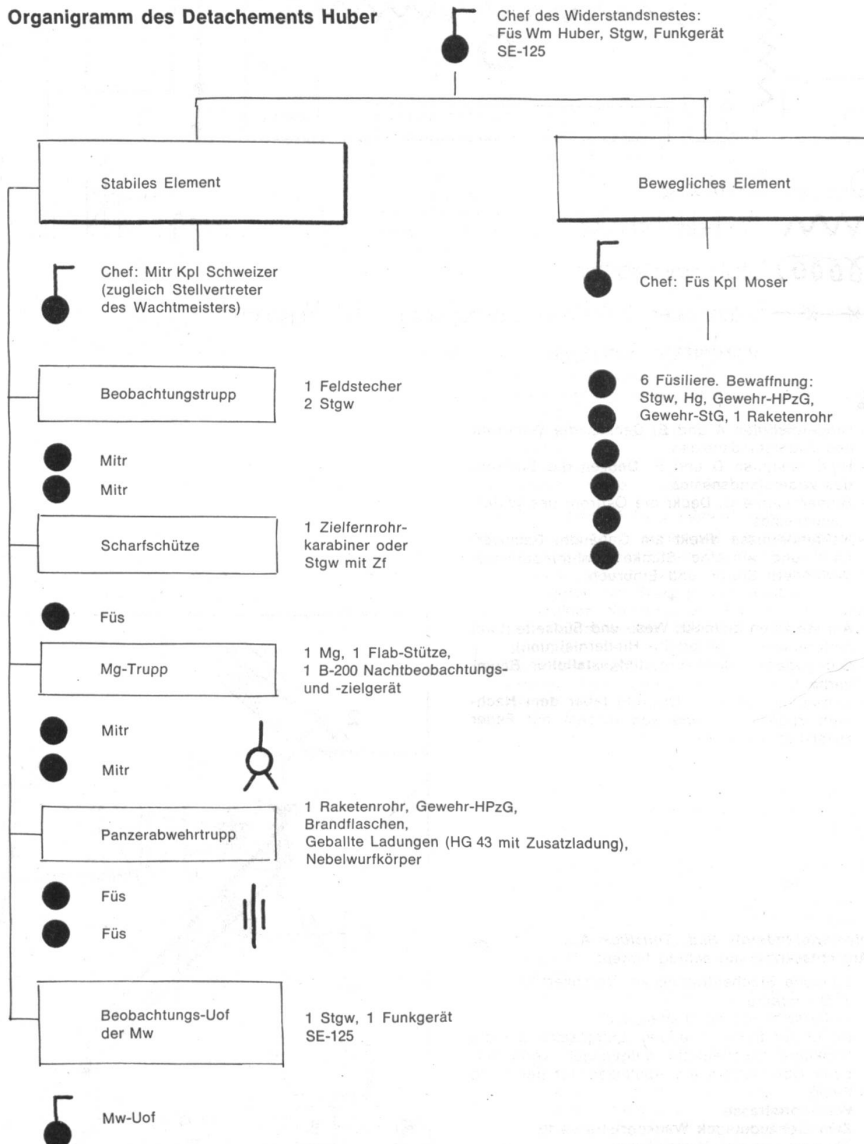 Organigramm des Detachements Huber
Chef des Widerstandsnestes:
Füs Wm Huber, Stgw, Funkgerät
SE-125
Stabiles Element
Bewegliches Element
Chef: Mitr Kpl Schweizer
(zugleich Stellvertreter
des Wachtmeisters)
Chef: Füs Kpl Moser
Beobachtungstrupp
1 Feldstecher
2 Stgw
6 Füsiliere. Bewaffnung:
Stgw, Hg, Gewehr-HPzG,
Gewehr-StG, 1 Raketenrohr
Mitr
Mitr
Scharfschütze
1 Zielfernrohr-
karabiner oder
Stgw mit Zf
Füs
Mg-Trupp
1 Mg, 1 Flab-Stütze,
1 B-200 Nachtbeobachtungs-
und -zielgerät
Mitr
Mitr
Panzerabwehrtrupp
1 Raketenrohr, Gewehr-HPzG,
Brandflaschen,
Geballte Ladungen (HG 43 mit Zusatzladung),
Nebelwurfkörper
Füs
Füs
Beobachtungs-Uof
der Mw
1 Stgw, 1 Funkgerät
SE-125
Mw-Uof